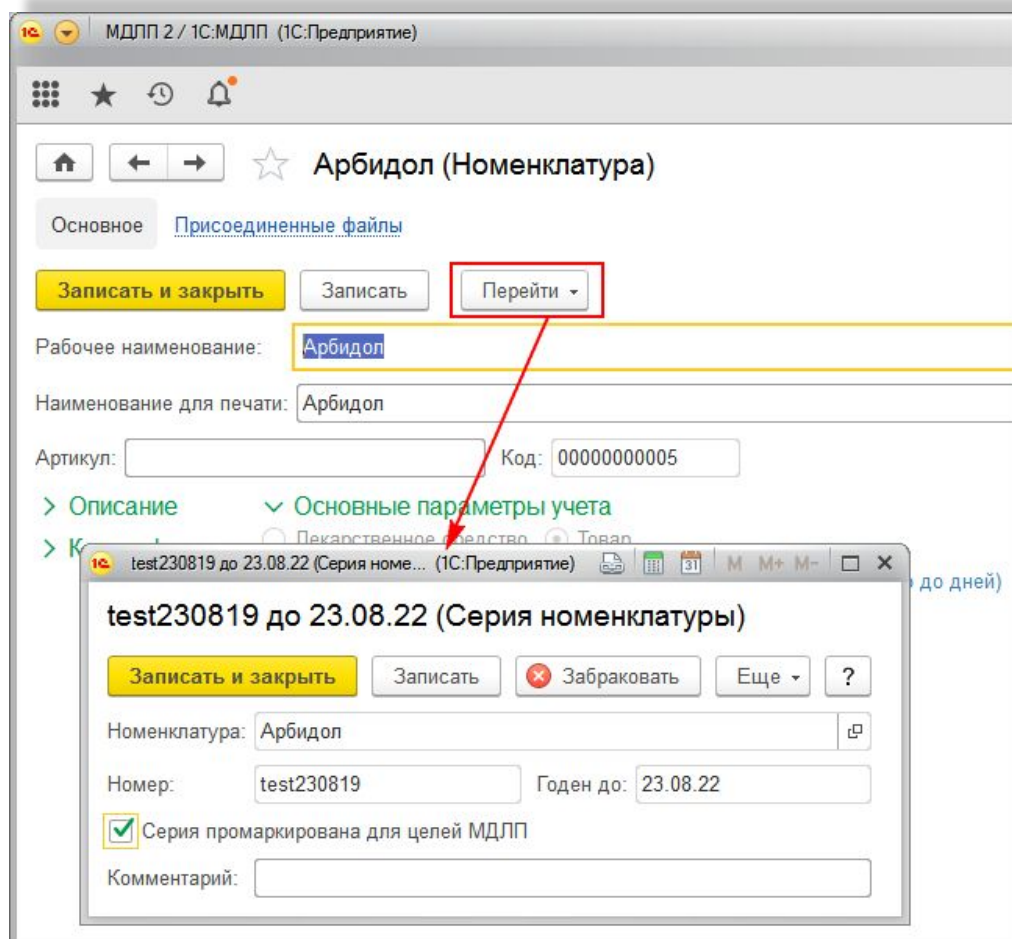 МДЛП 2 / 1С:МДЛП (1С:Предприятие)
Арбидол (Номенклатура)
Основное Присоединенные файлы
Записать и закрыть Записать Перейти
Рабочее наименование: Арбидол
Наименование для печати: Арбидол
Артикул: Код: 00000000005
Описание Основные параметры учета
Лекарственное средство Товар
до дней)
test230819 до 23.08.22 (Серия номе... (1С:Предприятие) 31 M M+ M-
test230819 до 23.08.22 (Серия номенклатуры)
Записать и закрыть Записать Забраковать Еще ?
Номенклатура: Арбидол
Номер: test230819 Годен до: 23.08.22
Серия промаркирована для целей МДЛП
Комментарий: